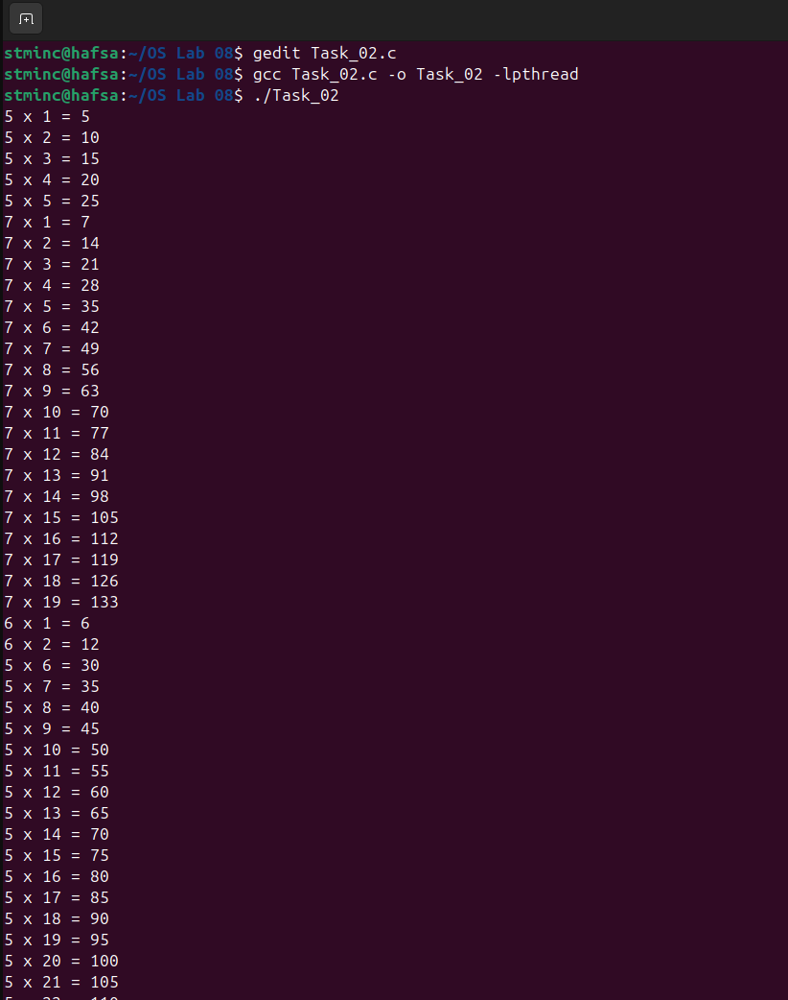 stminc@hafsa:~/OS Lab 08$ gedit Task_02.c
stminc@hafsa:~/OS Lab 08$ gcc Task_02.c -o Task_02 -lpthread
stminc@hafsa:~/OS Lab 08$ ./Task_02
5 x 1 = 5
5 x 2 = 10
5 x 3 = 15
5 x 4 = 20
5 x 5 = 25
7 x 1 = 7
7 x 2 = 14
7 x 3 = 21
7 x 4 = 28
7 x 5 = 35
7 x 6 = 42
7 x 7 = 49
7 x 8 = 56
7 x 9 = 63
7 x 10 = 70
7 x 11 = 77
7 x 12 = 84
7 x 13 = 91
7 x 14 = 98
7 x 15 = 105
7 x 16 = 112
7 x 17 = 119
7 x 18 = 126
7 x 19 = 133
6 x 1 = 6
6 x 2 = 12
5 x 6 = 30
5 x 7 = 35
5 x 8 = 40
5 x 9 = 45
5 x 10 = 50
5 x 11 = 55
5 x 12 = 60
5 x 13 = 65
5 x 14 = 70
5 x 15 = 75
5 x 16 = 80
5 x 17 = 85
5 x 18 = 90
5 x 19 = 95
5 x 20 = 100
5 x 21 = 105